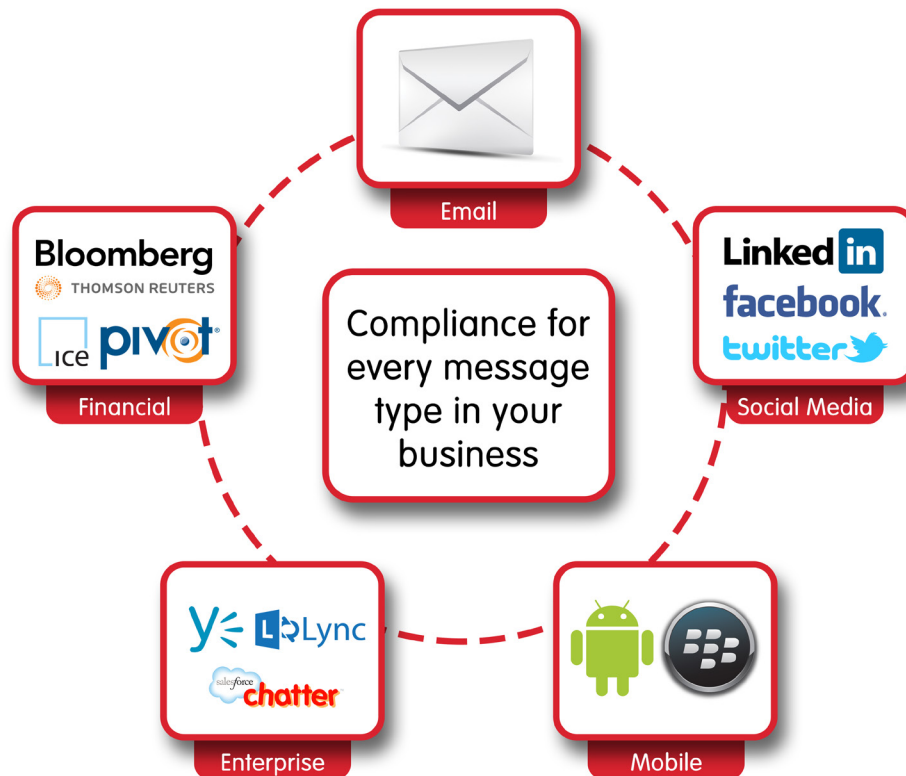 Email
Bloomberg
THOMSON REUTERS
ice pivot®
Financial
Linked in
facebook.
twitter
Social Media
Compliance for
every message
type in your
business
y Lync
salesforce
chatter
Enterprise
Mobile